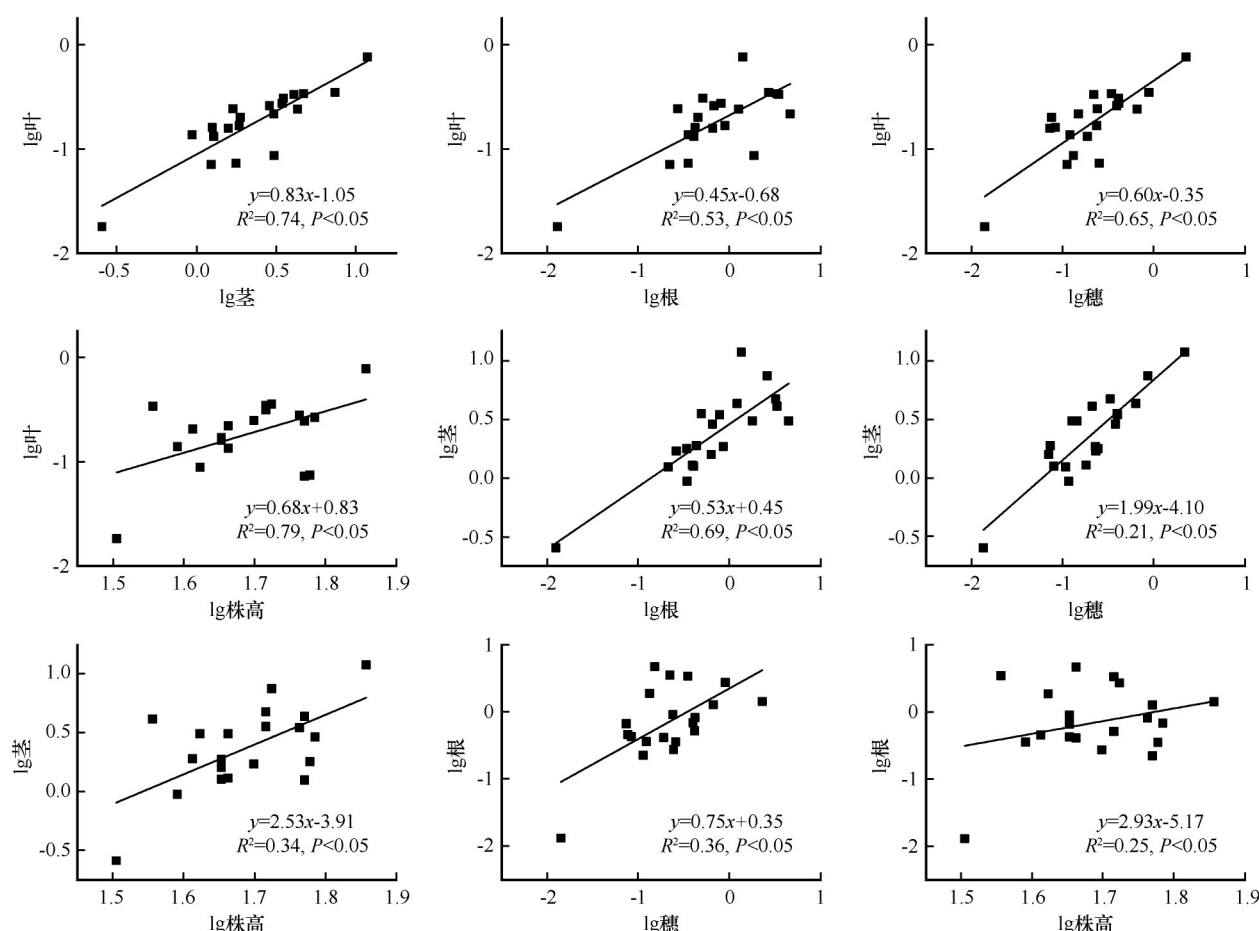 0
-1
-2
lg叶
y=0.83x-1.05
R²=0.74, P<0.05
-0.5 0.0 0.5 1.0
lg茎
0
-1
-2
lg叶
y=0.45x-0.68
R²=0.53, P<0.05
-2 -1 0 1
lg根
0
-1
-2
lg叶
y=0.60x-0.35
R²=0.65, P<0.05
-2 -1 0 1
lg穗
0
-1
-2
lg叶
y=0.68x+0.83
R²=0.79, P<0.05
1.5 1.6 1.7 1.8 1.9
lg株高
1.0
0.5
0.0
-0.5
lg茎
y=0.53x+0.45
R²=0.69, P<0.05
-2 -1 0 1
lg根
1.0
0.5
0.0
-0.5
lg茎
y=1.99x-4.10
R²=0.21, P<0.05
-2 -1 0 1
lg穗
1.0
0.5
0.0
-0.5
lg茎
y=2.53x-3.91
R²=0.34, P<0.05
1.5 1.6 1.7 1.8 1.9
lg株高
1
0
-1
-2
lg根
y=0.75x+0.35
R²=0.36, P<0.05
-2 -1 0 1
lg穗
1
0
-1
-2
lg根
y=2.93x-5.17
R²=0.25, P<0.05
1.5 1.6 1.7 1.8 1.9
lg株高